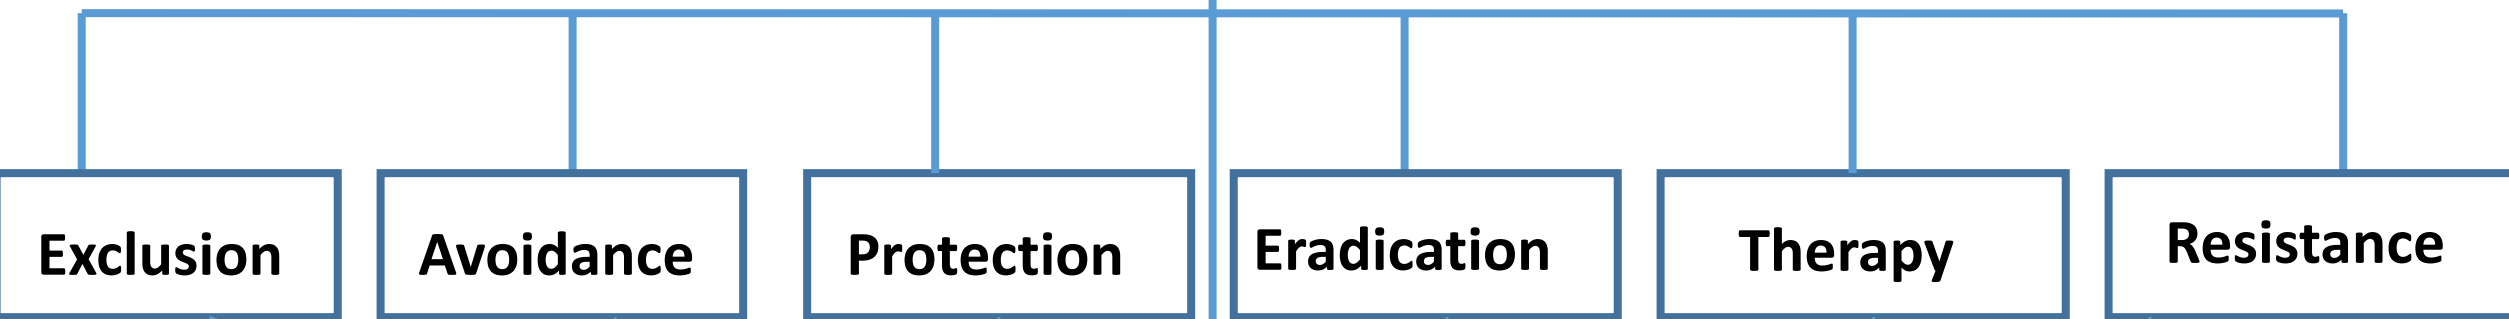 Exclusion
Avoidance
Protection
Eradication
Therapy
Resistance